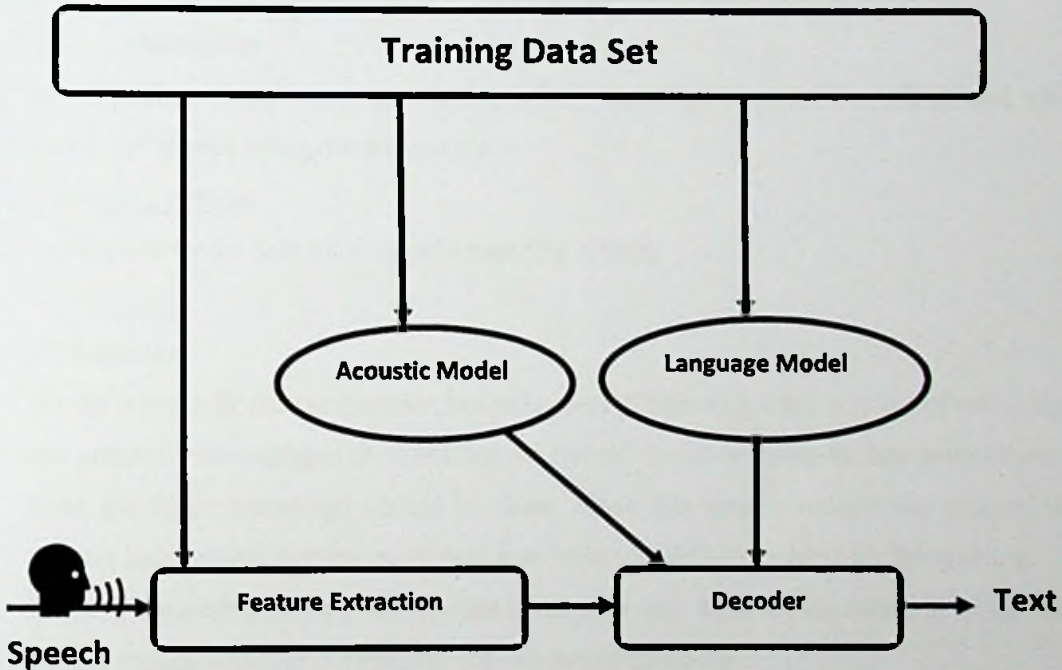 Training Data Set
Acoustic Model
Language Model
Feature Extraction
Decoder
Text
Speech